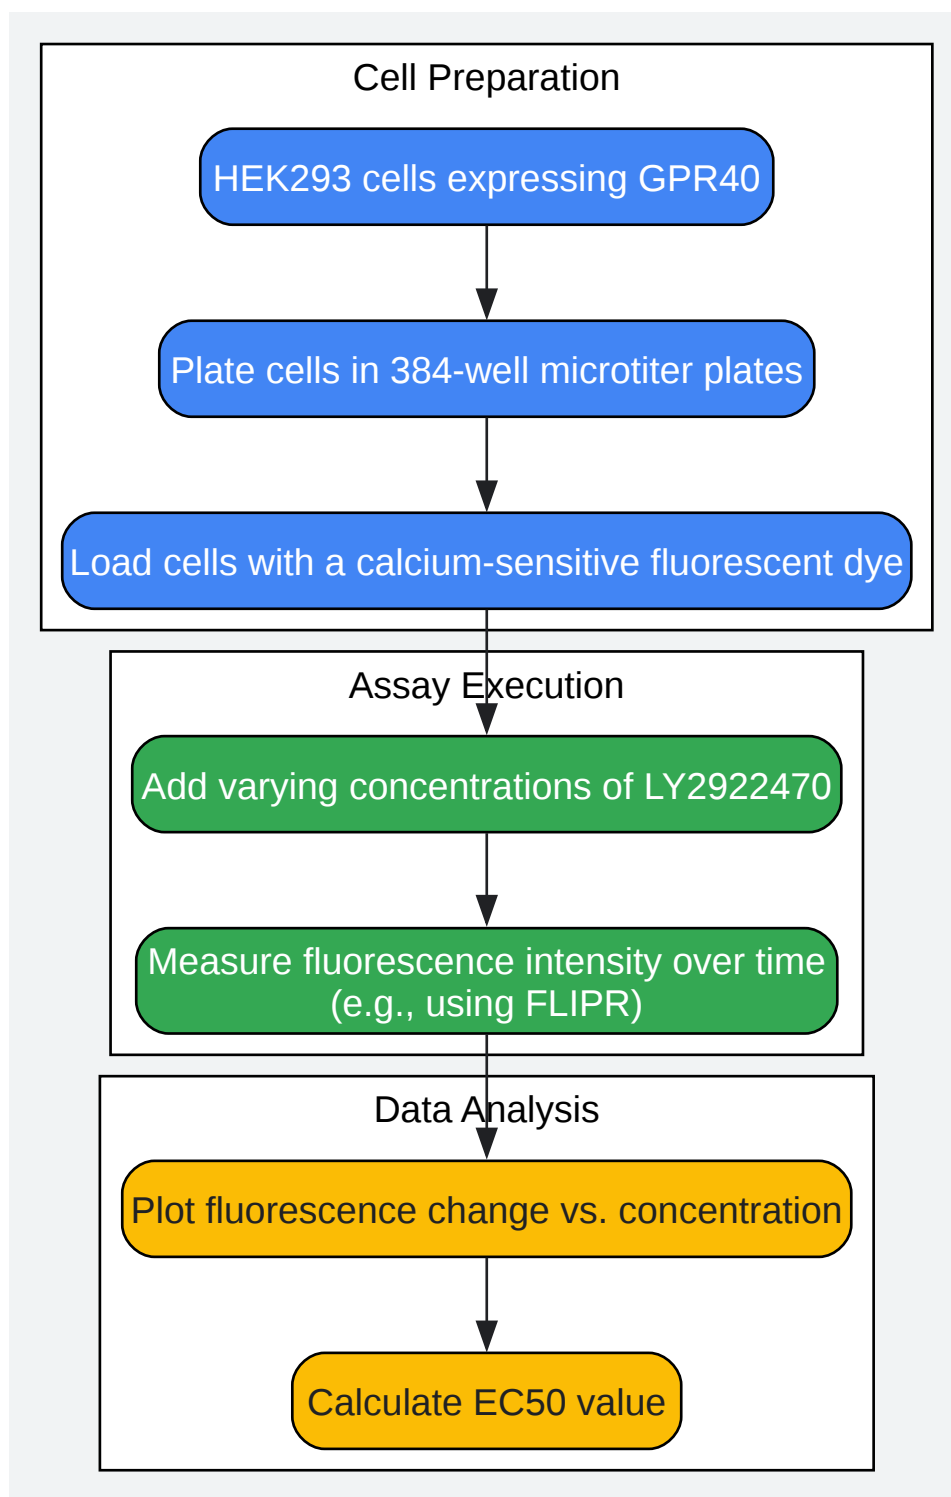 Cell Preparation
HEK293 cells expressing GPR40
Plate cells in 384-well microtiter plates
Load cells with a calcium-sensitive fluorescent dye
Assay Execution
Add varying concentrations of LY2922470
Measure fluorescence intensity over time
(e.g., using FLIPR)
Data Analysis
Plot fluorescence change vs. concentration
Calculate EC50 value